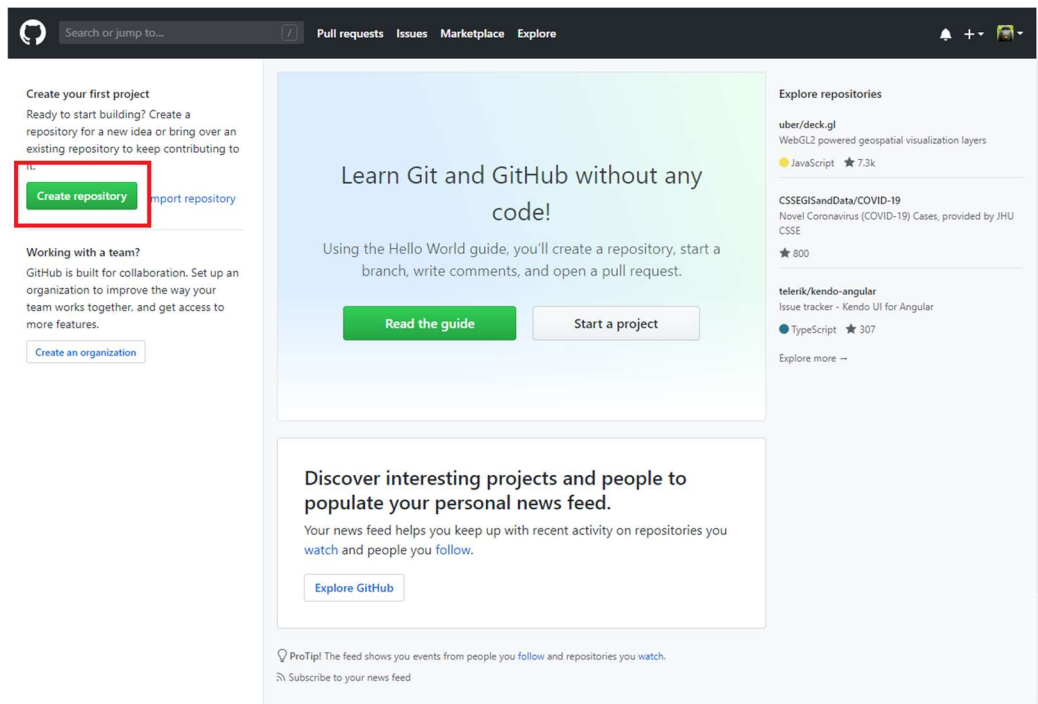 Search or jump to...
/
Pull requests Issues Marketplace Explore
Create your first project
Ready to start building? Create a
repository for a new idea or bring over an
existing repository to keep contributing to
it.
Create repository
mport repository
Working with a team?
GitHub is built for collaboration. Set up an
organization to improve the way your
team works together, and get access to
more features.
Create an organization
Learn Git and GitHub without any
code!
Using the Hello World guide, you'll create a repository, start a
branch, write comments, and open a pull request.
Read the guide
Start a project
Discover interesting projects and people to
populate your personal news feed.
Your news feed helps you keep up with recent activity on repositories you
watch and people you follow.
Explore GitHub
ProTip! The feed shows you events from people you follow and repositories you watch.
Subscribe to your news feed
Explore repositories
uber/deck.gl
WebGL2 powered geospatial visualization layers
JavaScript 7.3k
CSSEGISandData/COVID-19
Novel Coronavirus (COVID-19) Cases, provided by JHU
CSSE
800
telerik/kendo-angular
Issue tracker - Kendo UI for Angular
TypeScript 307
Explore more →